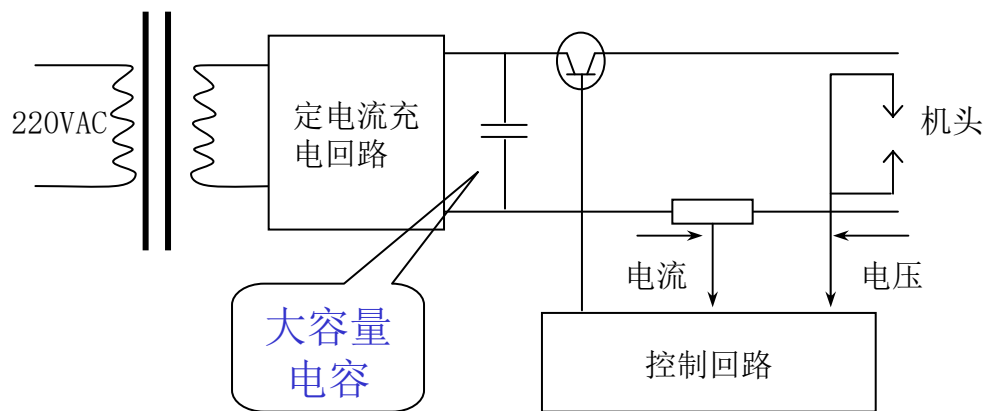 220VAC
定电流充
电回路
机头
电流
电压
大容量
电容
控制回路